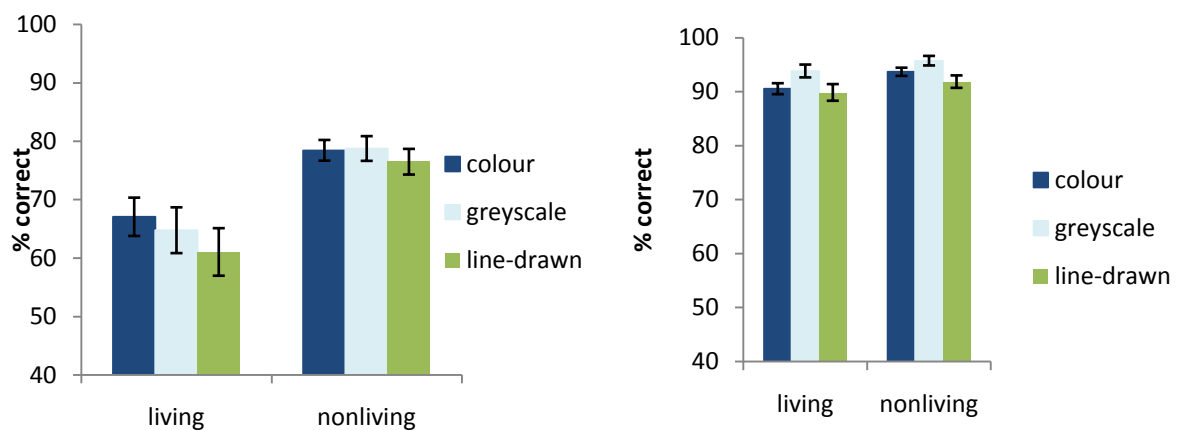 100
90
80
70
60
50
40
% correct
living
nonliving
colour
greyscale
line-drawn
100
90
80
70
60
50
40
% correct
living
nonliving
colour
greyscale
line-drawn